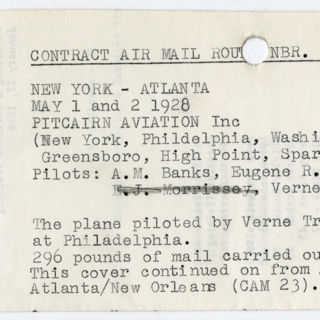 CONTRACT AIR MAIL ROUTE NBR.
NEW YORK - ATLANTA
MAY 1 and 2 1928
PITCAIRN AVIATION Inc
(New York, Phildelphia, Washi
Greensboro, High Point, Spar
Pilots: A.M. Banks, Eugene R.
E.J. Morrissey, Verne
The plane piloted by Verne Tr
at Philadelphia.
296 pounds of mail carried ou
This cover continued on from A
Atlanta/New Orleans (CAM 23).